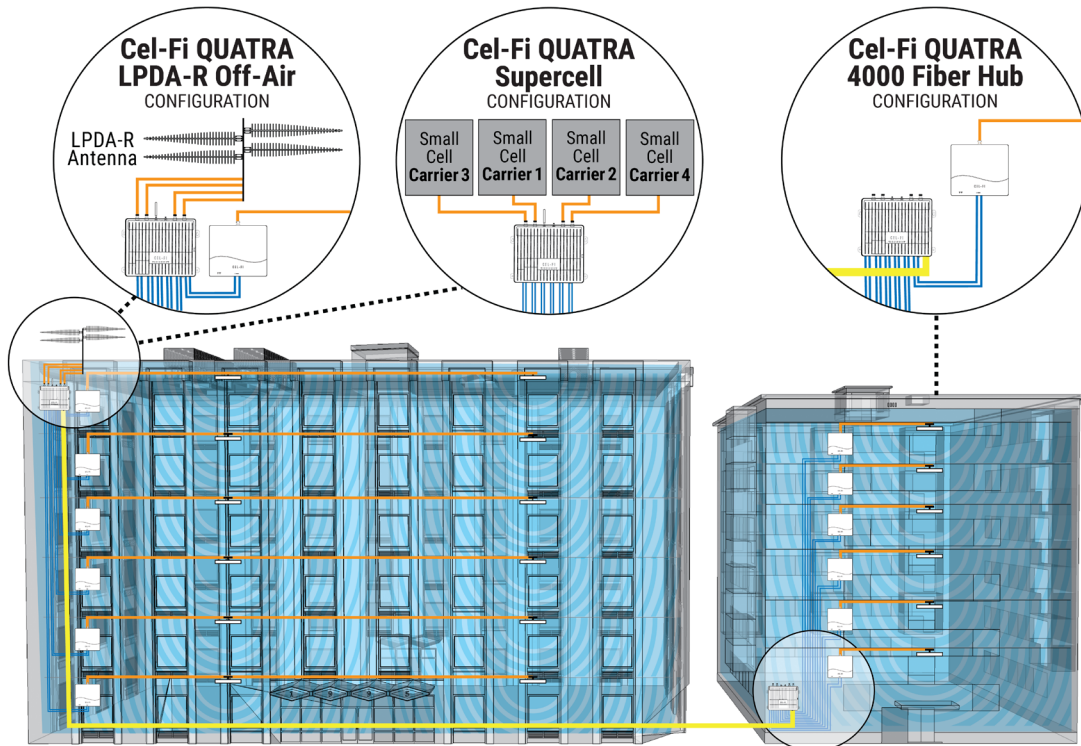 Cel-Fi QUATRA
LPDA-R Off-Air
CONFIGURATION
LPDA-R
Antenna
Cel-Fi QUATRA
Supercell
CONFIGURATION
Small
Cell
Carrier 3
Small
Cell
Carrier 1
Small
Cell
Carrier 2
Small
Cell
Carrier 4
Cel-Fi QUATRA
4000 Fiber Hub
CONFIGURATION